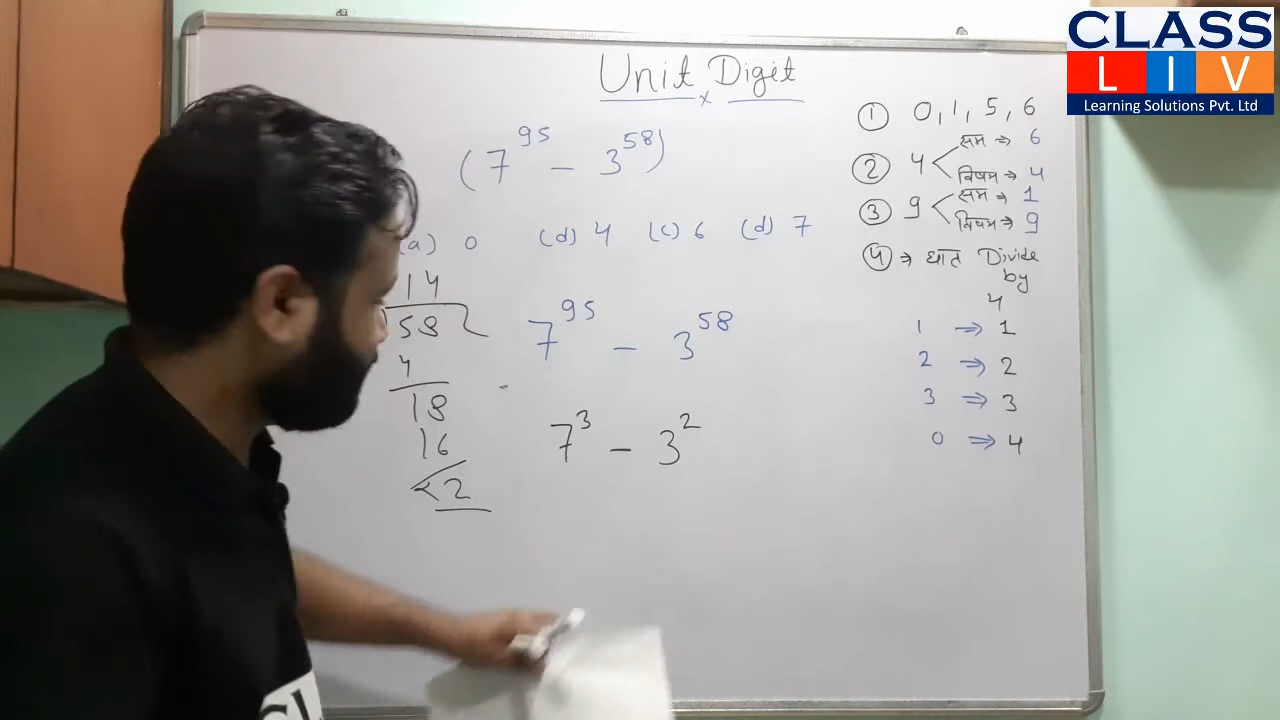 CLASS
LIV
Learning Solutions Pvt. Ltd
Unit Digit
x
(7^95 - 3^58)
(a) 0 (d) 4 (c) 6 (d) 7
14
58
4
18
16
2
7^95 - 3^58
7^3 - 3^2
① 0, 1, 5, 6
② 4 < सम ⇒ 6
विषम → 4
③ 9 < सम ⇒ 1
विषम → 9
④ ⇒ घात Divide
by
4
1 ⇒ 1
2 ⇒ 2
3 ⇒ 3
0 ⇒ 4